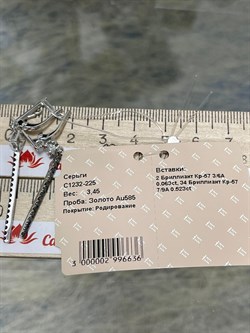 Серьги
С1232-225
Вес: 3,45
Проба: Золото Au585
Покрытие: Родирование
3 000002 996636
Вставки:
2 Бриллиант Кр-57 3/6А
0.063ct, 34 Бриллиант Кр-57
7/9А 0.523ct
Са